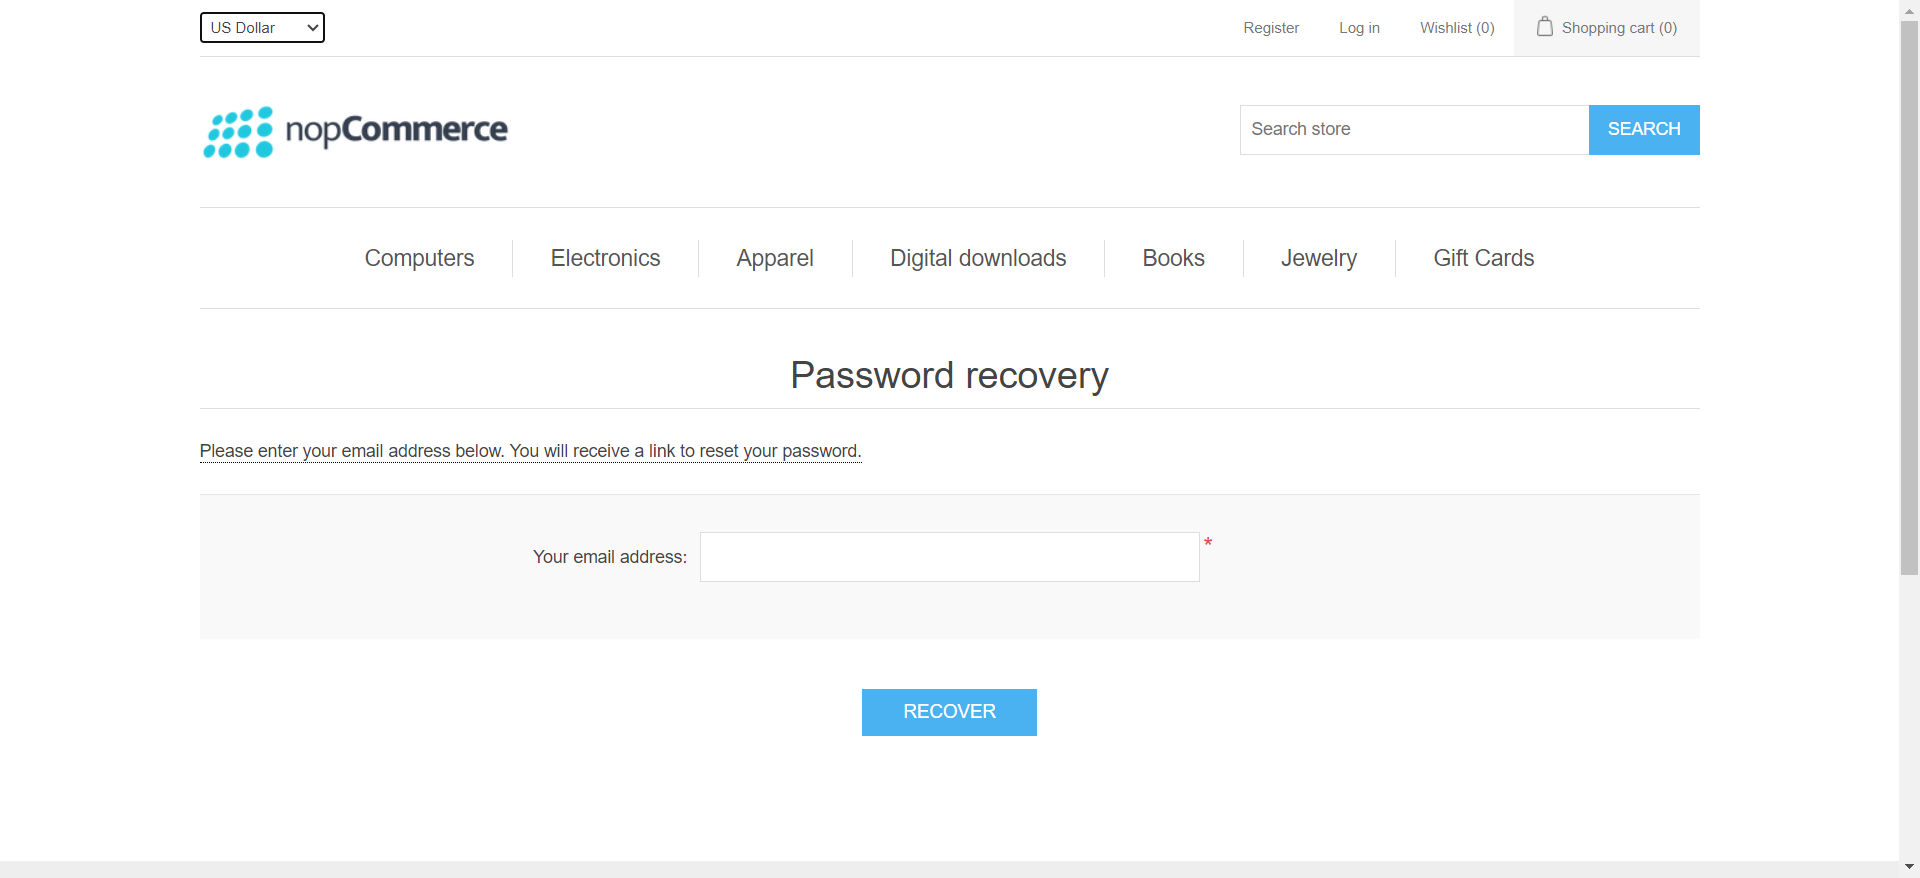 US Dollar
Register
Log in
Wishlist (0)
Shopping cart (0)
nopCommerce
Search store
SEARCH
Computers
Electronics
Apparel
Digital downloads
Books
Jewelry
Gift Cards
Password recovery
Please enter your email address below. You will receive a link to reset your password.
Your email address:
*
RECOVER